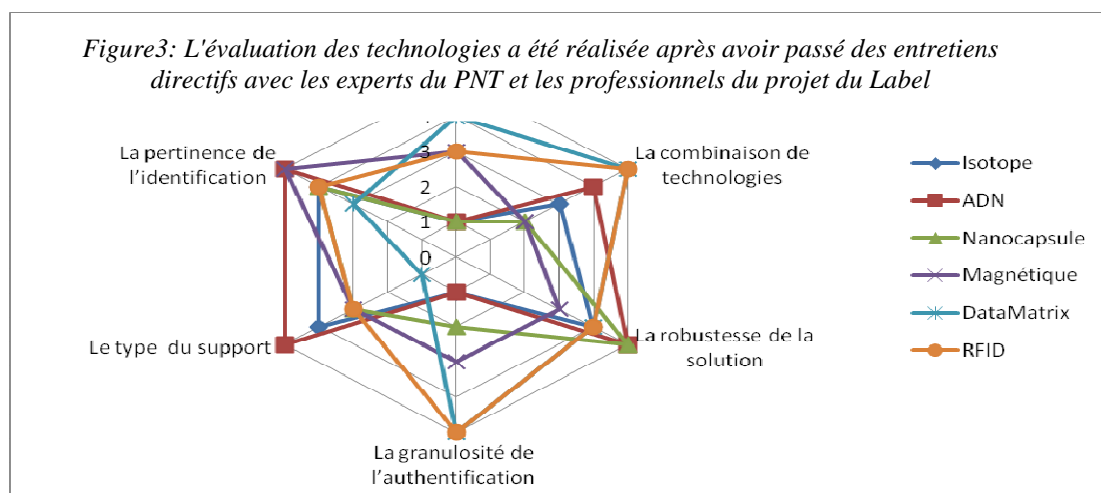 Figure3: L'évaluation des technologies a été réalisée après avoir passé des entretiens
directifs avec les experts du PNT et les professionnels du projet du Label
La pertinence de
l'identification
3
2
1
0
La combinaison de
technologies
La robustesse de la
solution
La granulosité de
l'authentification
Le type du support
Isotope
ADN
Nanocapsule
Magnétique
DataMatrix
RFID